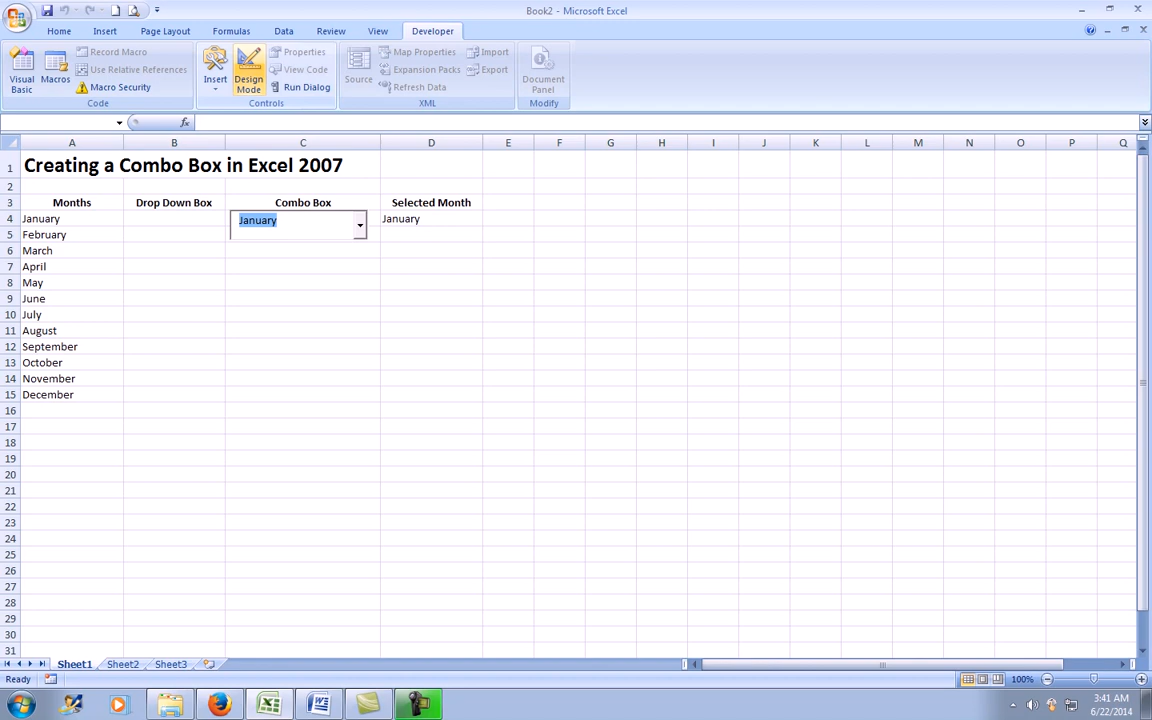 Book2 - Microsoft Excel
Home Insert Page Layout Formulas Data Review View Developer
Visual Basic
Macros
Record Macro
Use Relative References
Macro Security
Code
Insert
Design Mode
Properties
View Code
Run Dialog
Controls
Source
Map Properties
Expansion Packs
Refresh Data
Import
Export
XML
Document Panel
Modify
fx
A B C D E F G H I J K L M N O P Q
1 Creating a Combo Box in Excel 2007
2
3 Months Drop Down Box Combo Box Selected Month
4 January January January
5 February
6 March
7 April
8 May
9 June
10 July
11 August
12 September
13 October
14 November
15 December
16
17
18
19
20
21
22
23
24
25
26
27
28
29
30
31
Sheet1 Sheet2 Sheet3
Ready 100%
3:41 AM
6/22/2014